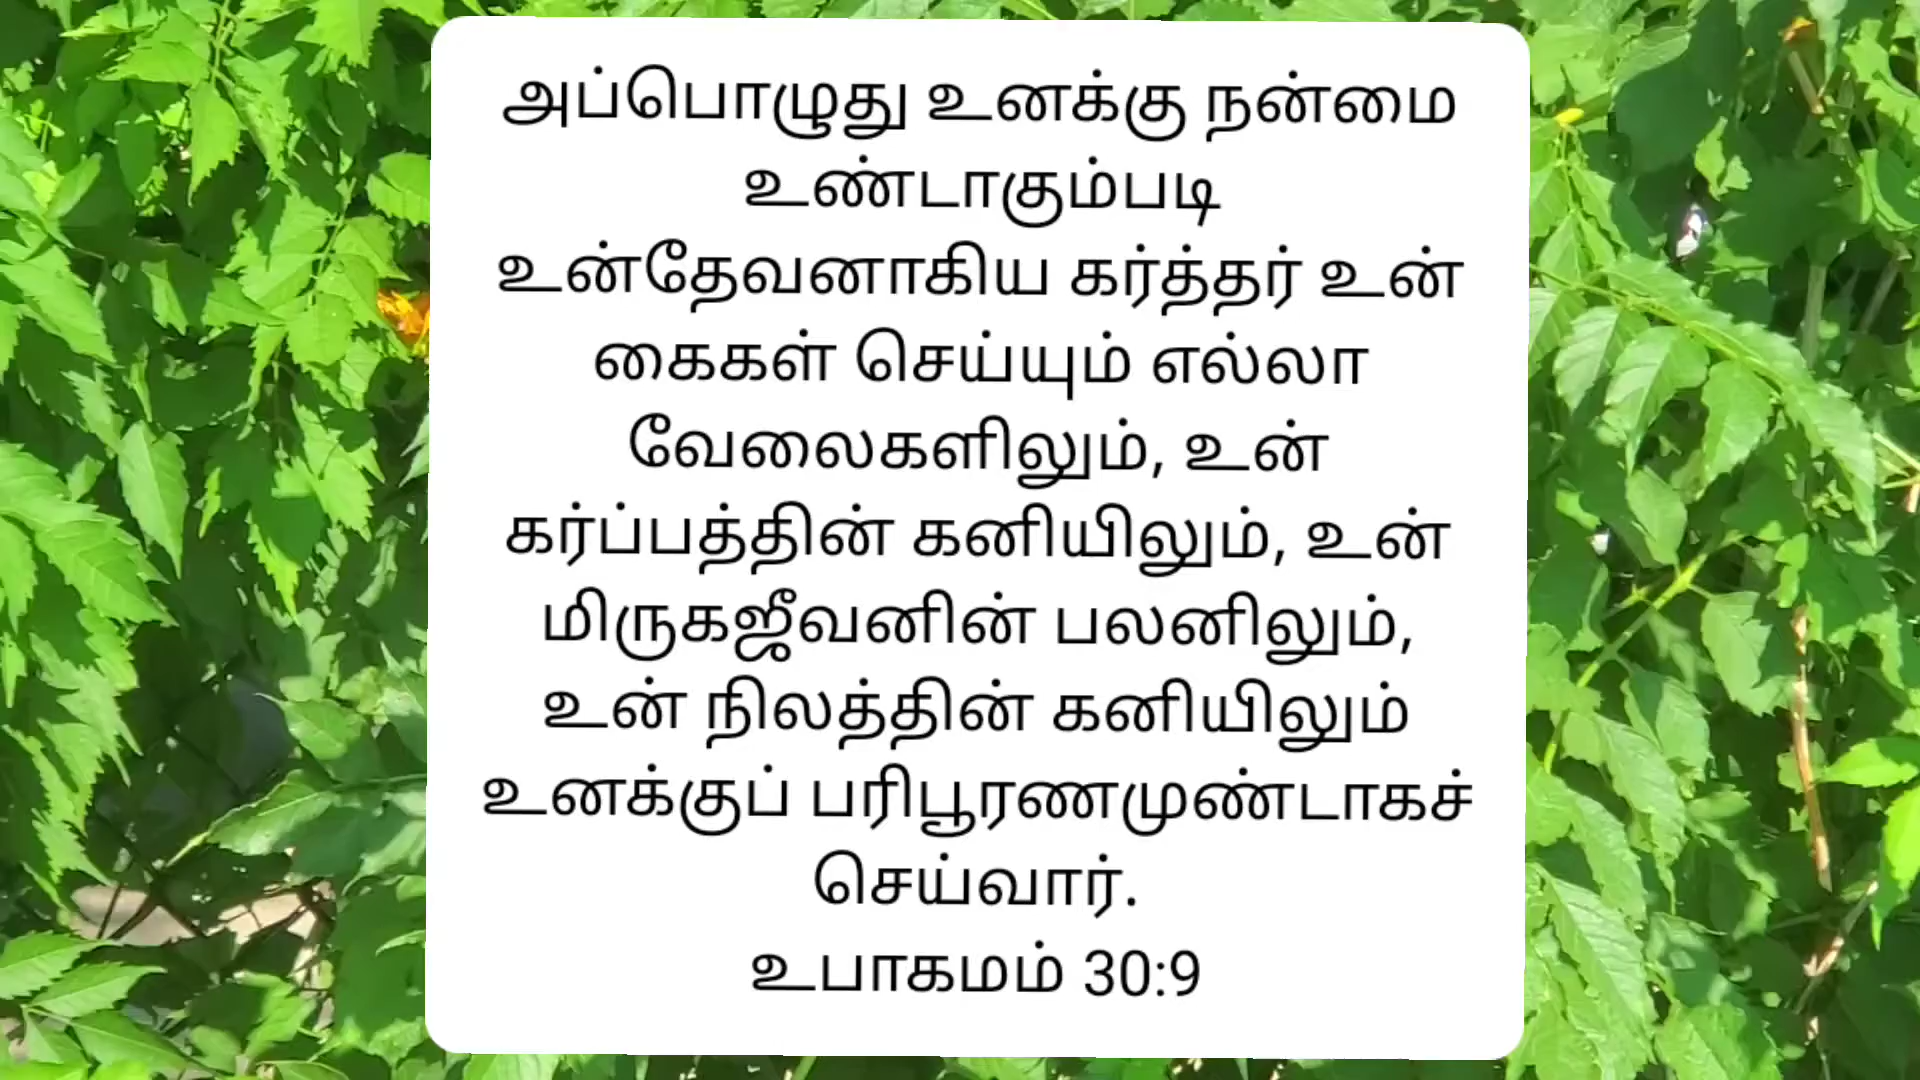 அப்பொழுது உனக்கு நன்மை
உண்டாகும்படி
உன்தேவனாகிய கர்த்தர் உன்
கைகள் செய்யும் எல்லா
வேலைகளிலும், உன்
கர்ப்பத்தின் கனியிலும், உன்
மிருகஜீவனின் பலனிலும்,
உன் நிலத்தின் கனியிலும்
உனக்குப் பரிபூரணமுண்டாகச்
செய்வார்.
உபாகமம் 30:9